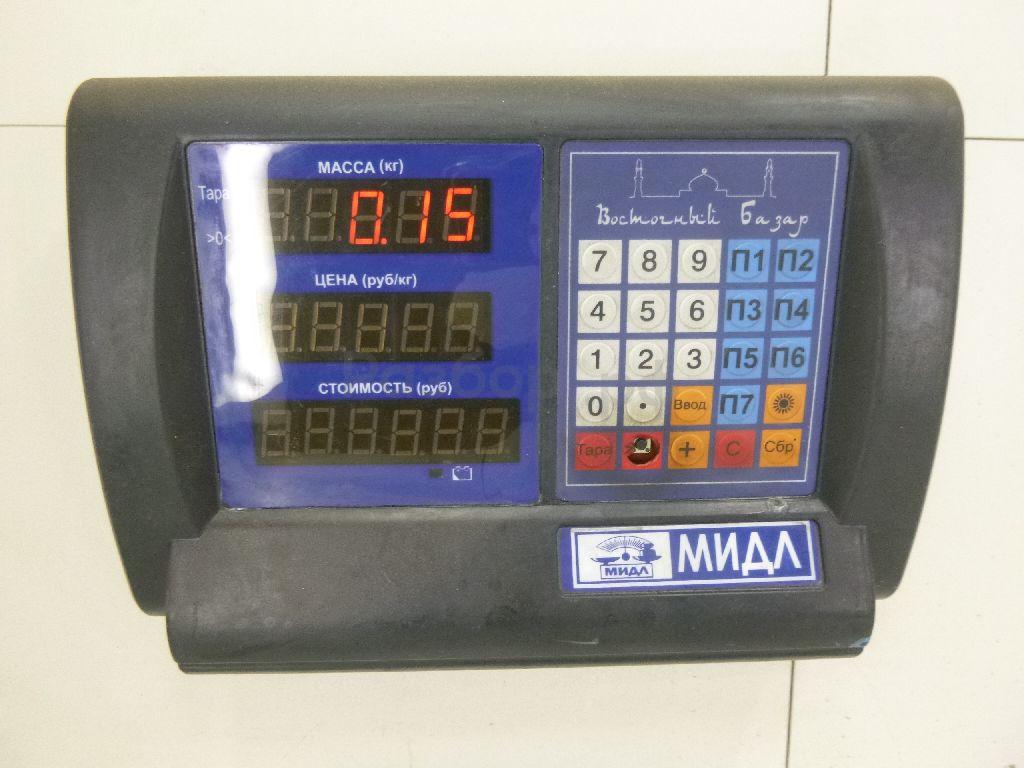 МАССА (кг)
Тара
0.15
>0<
ЦЕНА (руб/кг)
СТОИМОСТЬ (руб)
Восточный Базар
7 8 9 П1 П2
4 5 6 П3 П4
1 2 3 П5 П6
0 . Ввод П7
Тара + С Сбр
МИДЛ
МИДЛ